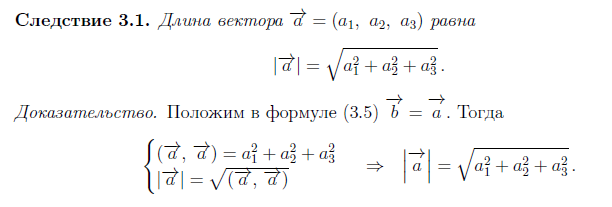 Следствие 3.1. Длина вектора $\overrightarrow{a} = (a_1,\ a_2,\ a_3)$ равна
$|\overrightarrow{a}| = \sqrt{a_1^2 + a_2^2 + a_3^2}\,.$
Доказательство. Положим в формуле (3.5) $\overrightarrow{b} = \overrightarrow{a}$. Тогда
$\begin{cases} (\overrightarrow{a},\ \overrightarrow{a}) = a_1^2 + a_2^2 + a_3^2 \\ |\overrightarrow{a}| = \sqrt{(\overrightarrow{a},\ \overrightarrow{a})} \end{cases} \Rightarrow \left|\overrightarrow{a}\right| = \sqrt{a_1^2 + a_2^2 + a_3^2}\,.$